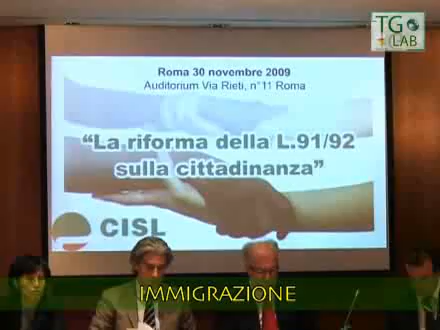 TG
LAB
Roma 30 novembre 2009
Auditorium Via Rieti, n°11 Roma
“La riforma della L.91/92
sulla cittadinanza”
CISL
IMMIGRAZIONE